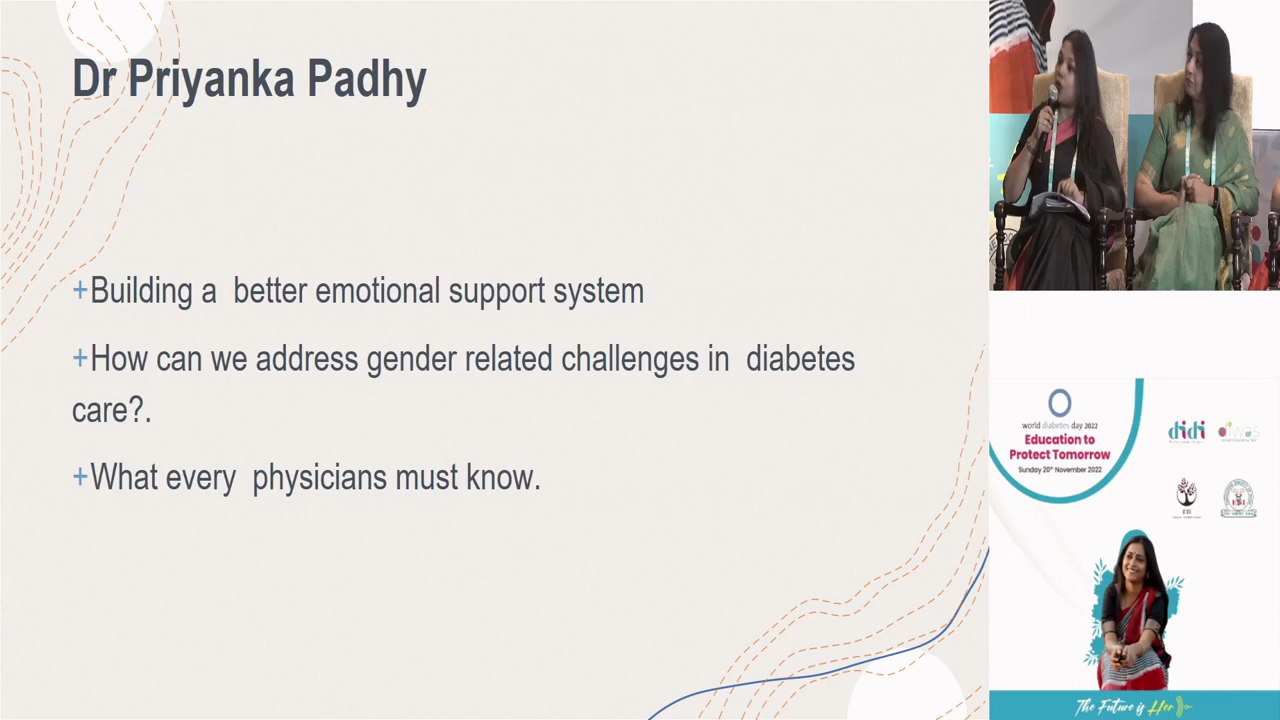 Dr Priyanka Padhy
+Building a  better emotional support system
+How can we address gender related challenges in  diabetes
care?.
+What every  physicians must know.
world diabetes day 2022
Education to
Protect Tomorrow
Sunday 20th November 2022
didi
The Future is Her